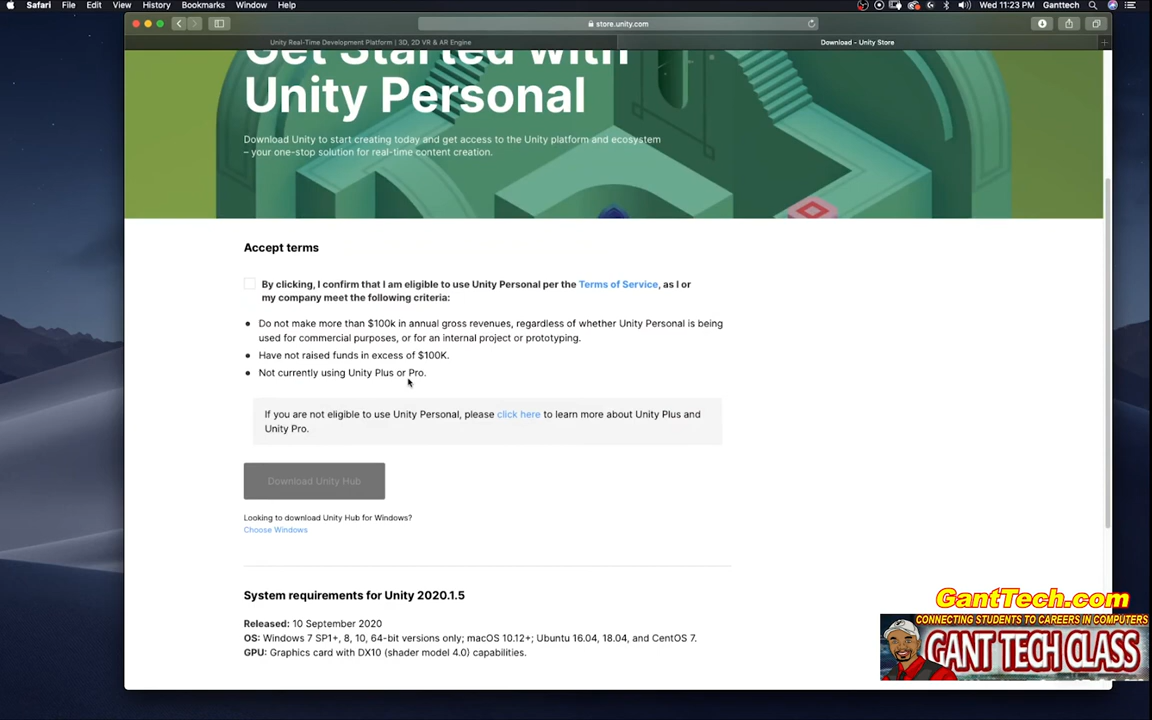 Safari File Edit View History Bookmarks Window Help
Wed 11:23 PM Ganttech
store.unity.com
Unity Real-Time Development Platform | 3D, 2D VR & AR Engine
Download - Unity Store
Get Started with
Unity Personal
Download Unity to start creating today and get access to the Unity platform and ecosystem
– your one-stop solution for real-time content creation.
Accept terms
By clicking, I confirm that I am eligible to use Unity Personal per the Terms of Service, as I or
my company meet the following criteria:
Do not make more than $100k in annual gross revenues, regardless of whether Unity Personal is being
used for commercial purposes, or for an internal project or prototyping.
Have not raised funds in excess of $100K.
Not currently using Unity Plus or Pro.
If you are not eligible to use Unity Personal, please click here to learn more about Unity Plus and
Unity Pro.
Download Unity Hub
Looking to download Unity Hub for Windows?
Choose Windows
System requirements for Unity 2020.1.5
Released: 10 September 2020
OS: Windows 7 SP1+, 8, 10, 64-bit versions only; macOS 10.12+; Ubuntu 16.04, 18.04, and CentOS 7.
GPU: Graphics card with DX10 (shader model 4.0) capabilities.
GantTech.com
CONNECTING STUDENTS TO CAREERS IN COMPUTERS
GANT TECH CLASS